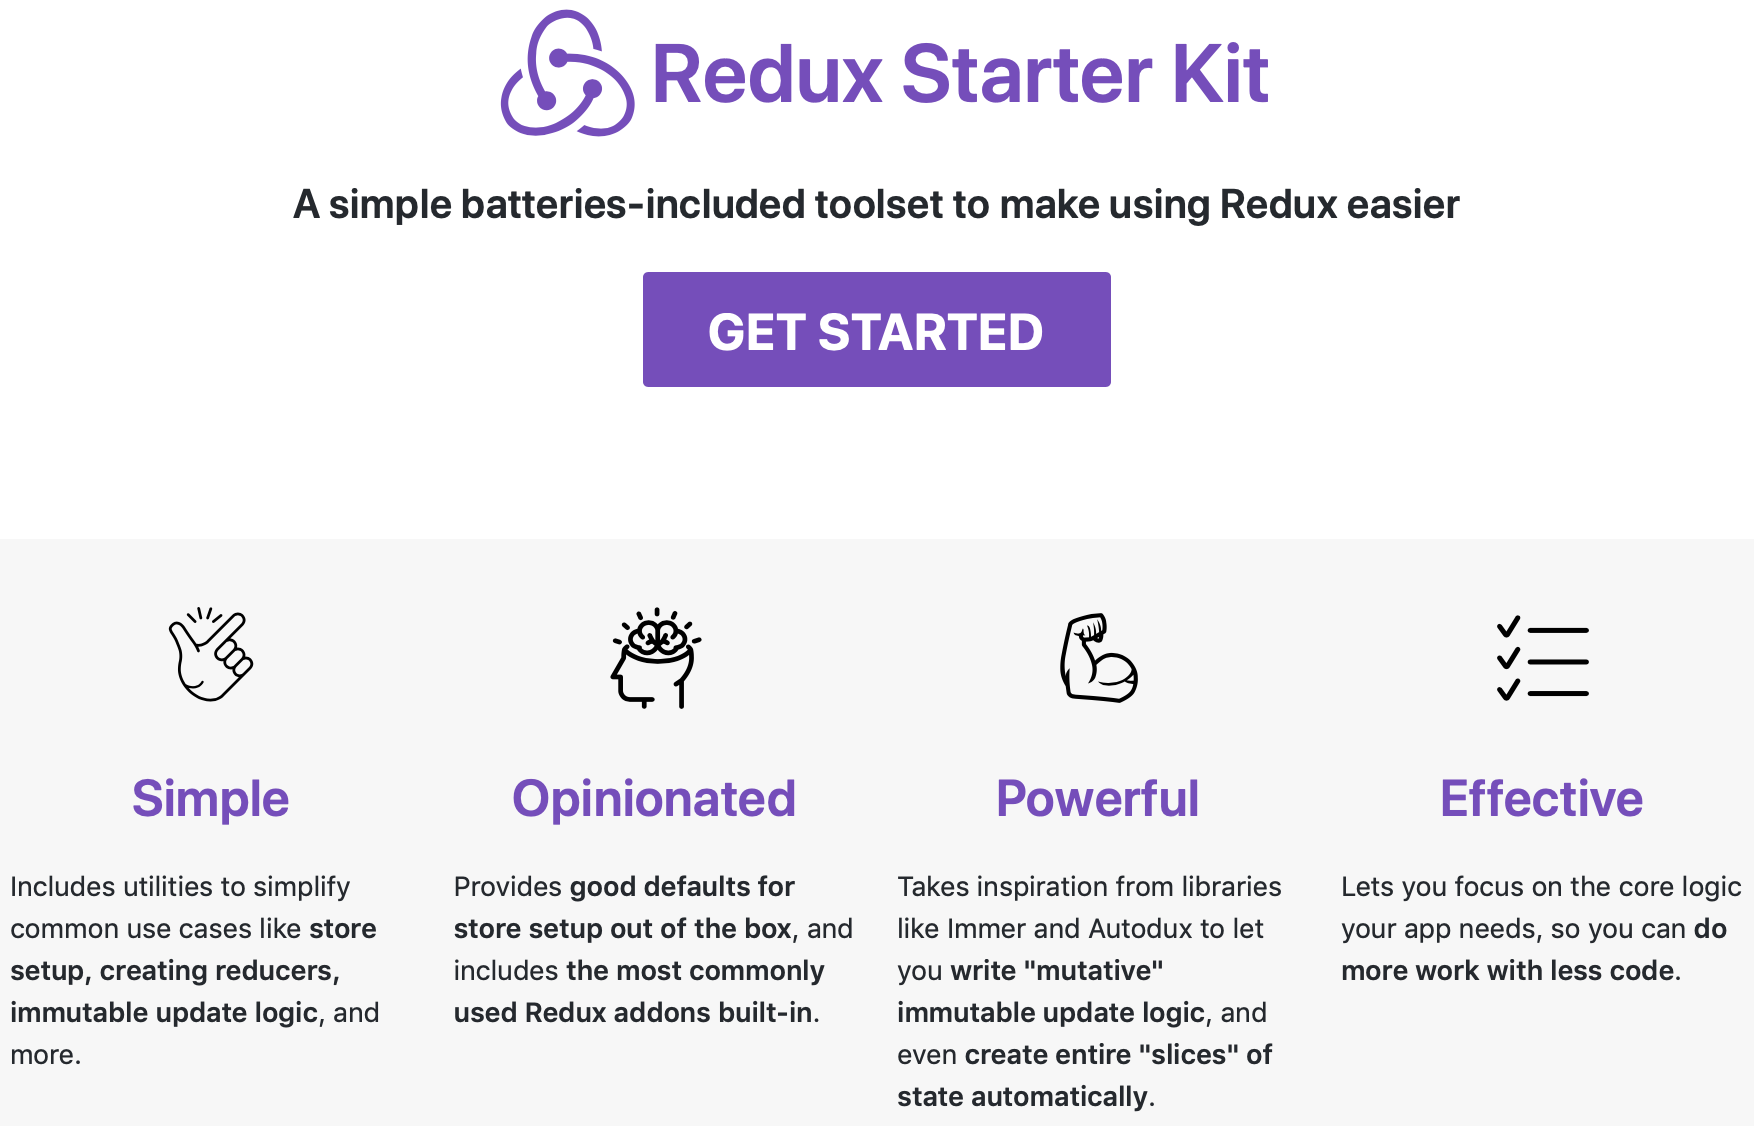 Redux Starter Kit
A simple batteries-included toolset to make using Redux easier
GET STARTED
Simple
Includes utilities to simplify
common use cases like store
setup, creating reducers,
immutable update logic, and
more.
Opinionated
Provides good defaults for
store setup out of the box, and
includes the most commonly
used Redux addons built-in.
Powerful
Takes inspiration from libraries
like Immer and Autodux to let
you write "mutative"
immutable update logic, and
even create entire "slices" of
state automatically.
Effective
Lets you focus on the core logic
your app needs, so you can do
more work with less code.